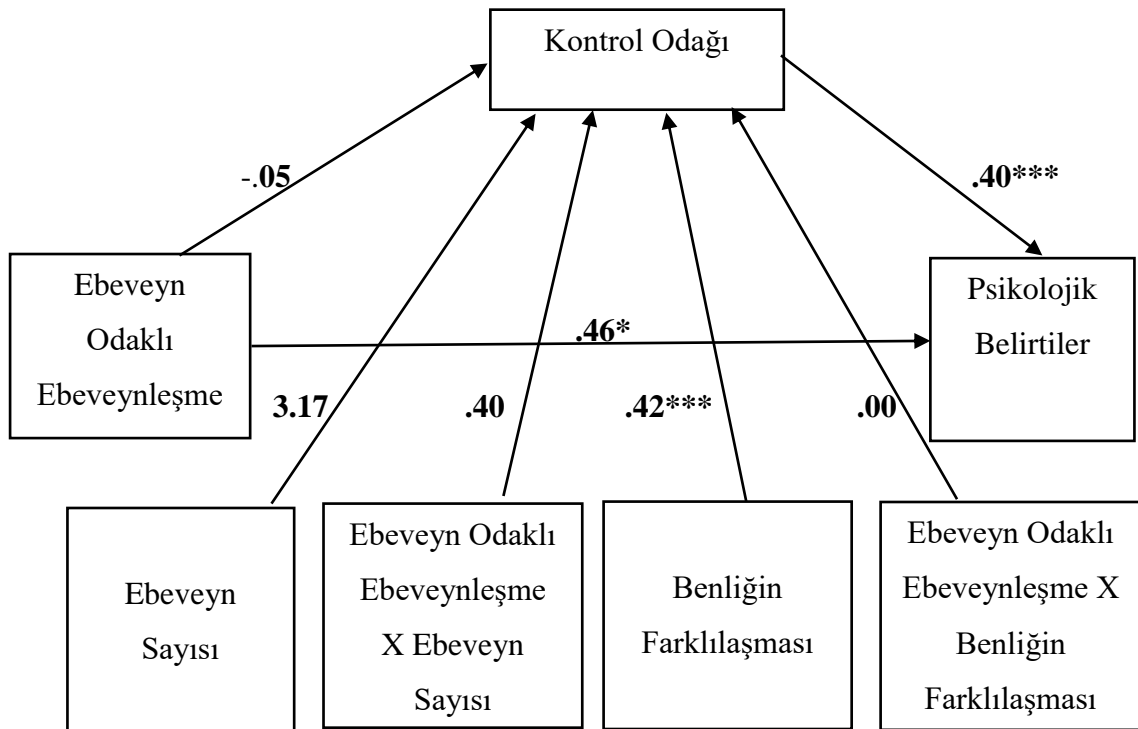 Kontrol Odağı
-.05
.40***
Ebeveyn
Odaklı
Ebeveynleşme
.46*
Psikolojik
Belirtiler
3.17
.40
.42***
.00
Ebeveyn
Sayısı
Ebeveyn Odaklı
Ebeveynleşme
X Ebeveyn
Sayısı
Benliğin
Farklılaşması
Ebeveyn Odaklı
Ebeveynleşme X
Benliğin
Farklılaşması